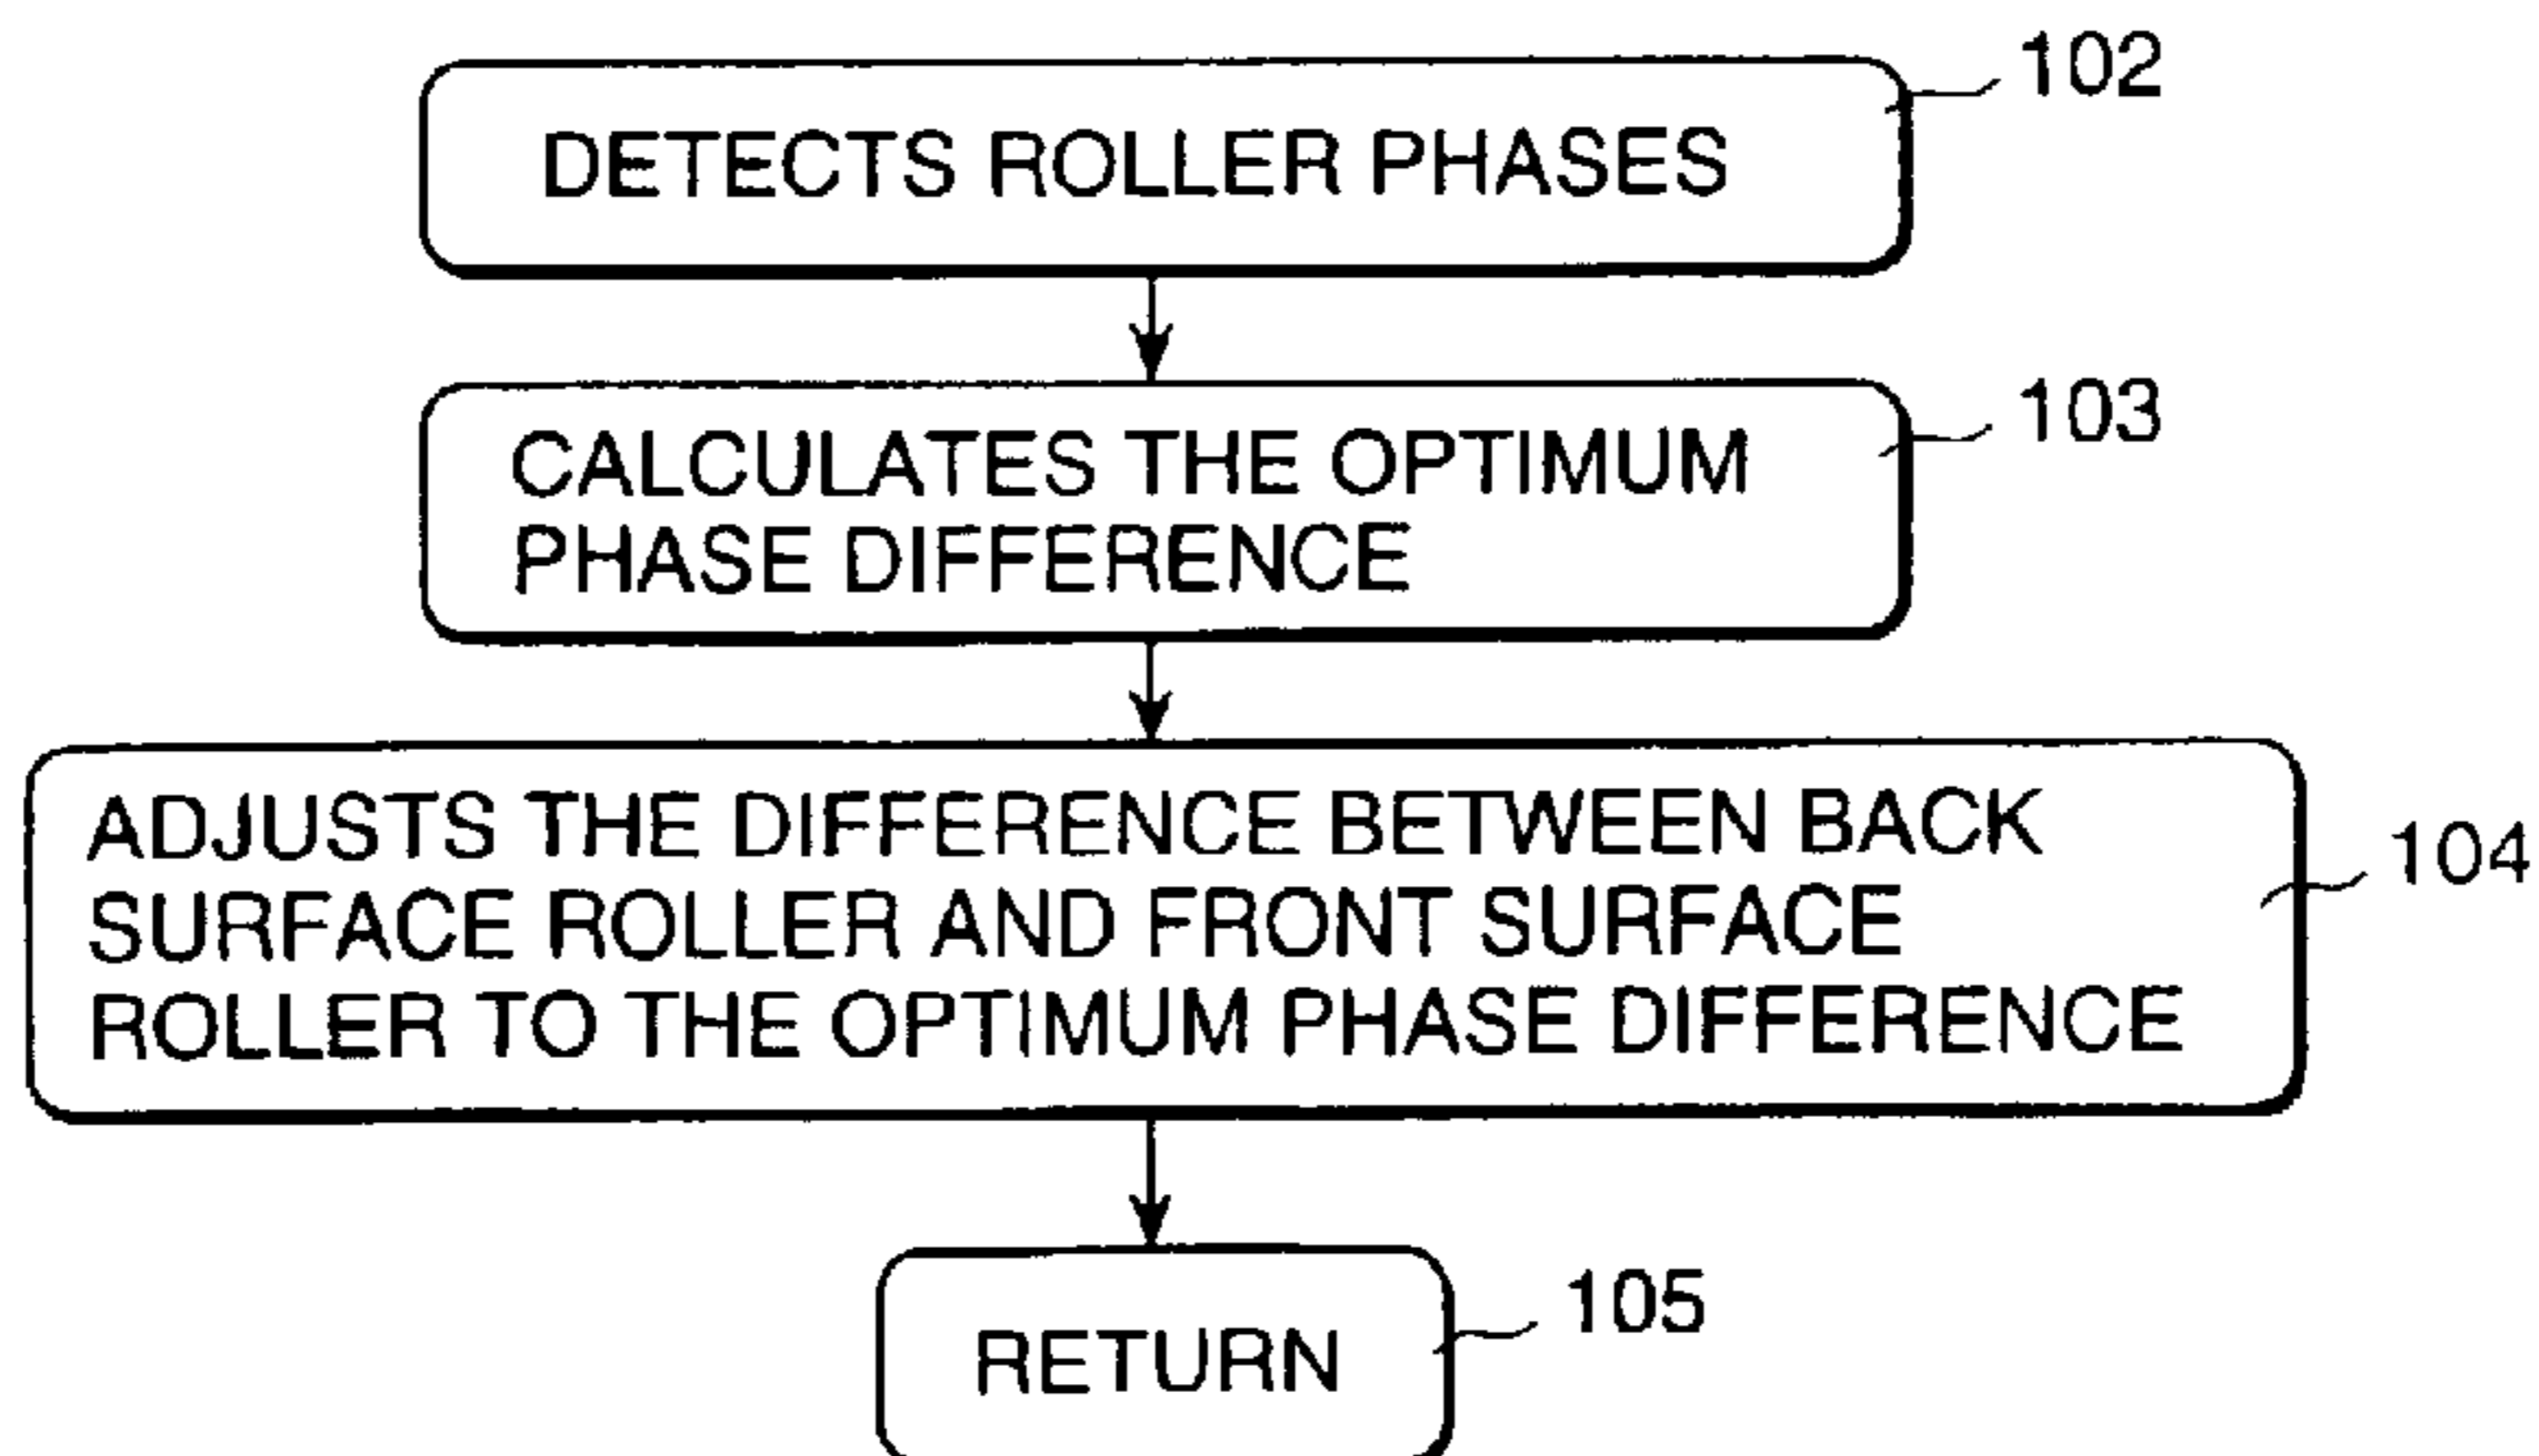 102
DETECTS ROLLER PHASES
103
CALCULATES THE OPTIMUM
PHASE DIFFERENCE
ADJUSTS THE DIFFERENCE BETWEEN BACK
SURFACE ROLLER AND FRONT SURFACE
ROLLER TO THE OPTIMUM PHASE DIFFERENCE
104
105
RETURN